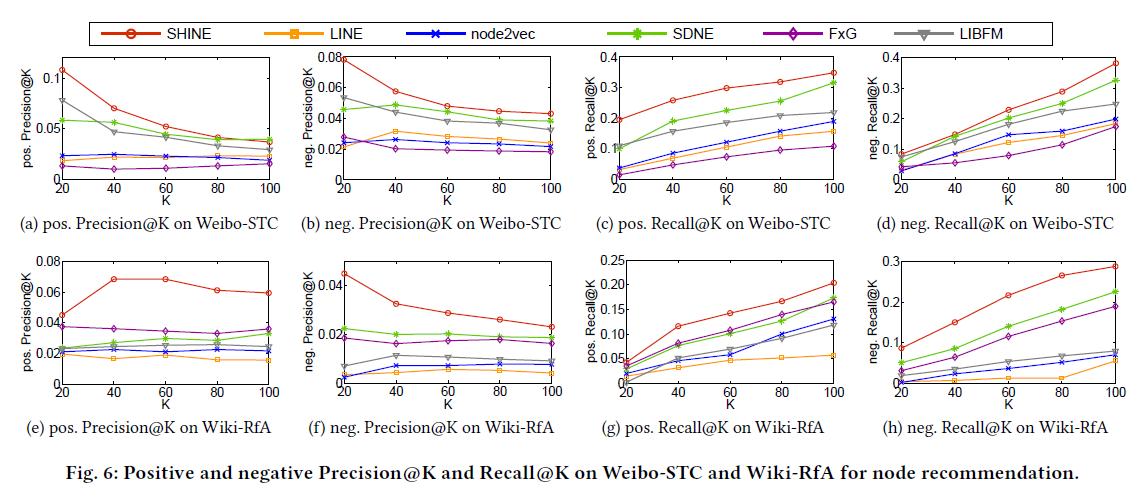 SHINE LINE node2vec SDNE FxG LIBFM
pos. Precision@K
0.1
0.05
0
20 40 60 80 100
K
(a) pos. Precision@K on Weibo-STC
neg. Precision@K
0.08
0.06
0.04
0.02
0
20 40 60 80 100
K
(b) neg. Precision@K on Weibo-STC
pos. Recall@K
0.4
0.3
0.2
0.1
0
20 40 60 80 100
K
(c) pos. Recall@K on Weibo-STC
neg. Recall@K
0.4
0.3
0.2
0.1
0
20 40 60 80 100
K
(d) neg. Recall@K on Weibo-STC
pos. Precision@K
0.08
0.06
0.04
0.02
0
20 40 60 80 100
K
(e) pos. Precision@K on Wiki-RfA
neg. Precision@K
0.04
0.02
0
20 40 60 80 100
K
(f) neg. Precision@K on Wiki-RfA
pos. Recall@K
0.25
0.20
0.15
0.10
0.05
0
20 40 60 80 100
K
(g) pos. Recall@K on Wiki-RfA
neg. Recall@K
0.3
0.2
0.1
0
20 40 60 80 100
K
(h) neg. Recall@K on Wiki-RfA
Fig. 6: Positive and negative Precision@K and Recall@K on Weibo-STC and Wiki-RfA for node recommendation.